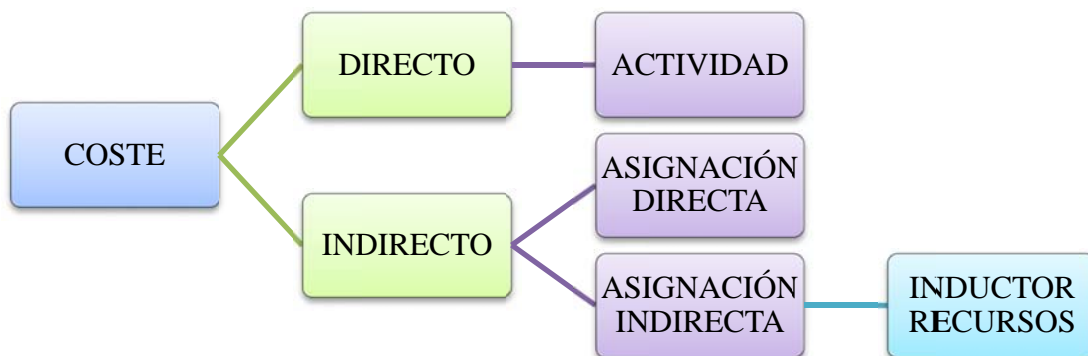 DIRECTO
ACTIVIDAD
COSTE
ASIGNACIÓN
DIRECTA
INDIRECTO
ASIGNACIÓN
INDIRECTA
INDUCTOR
RECURSOS